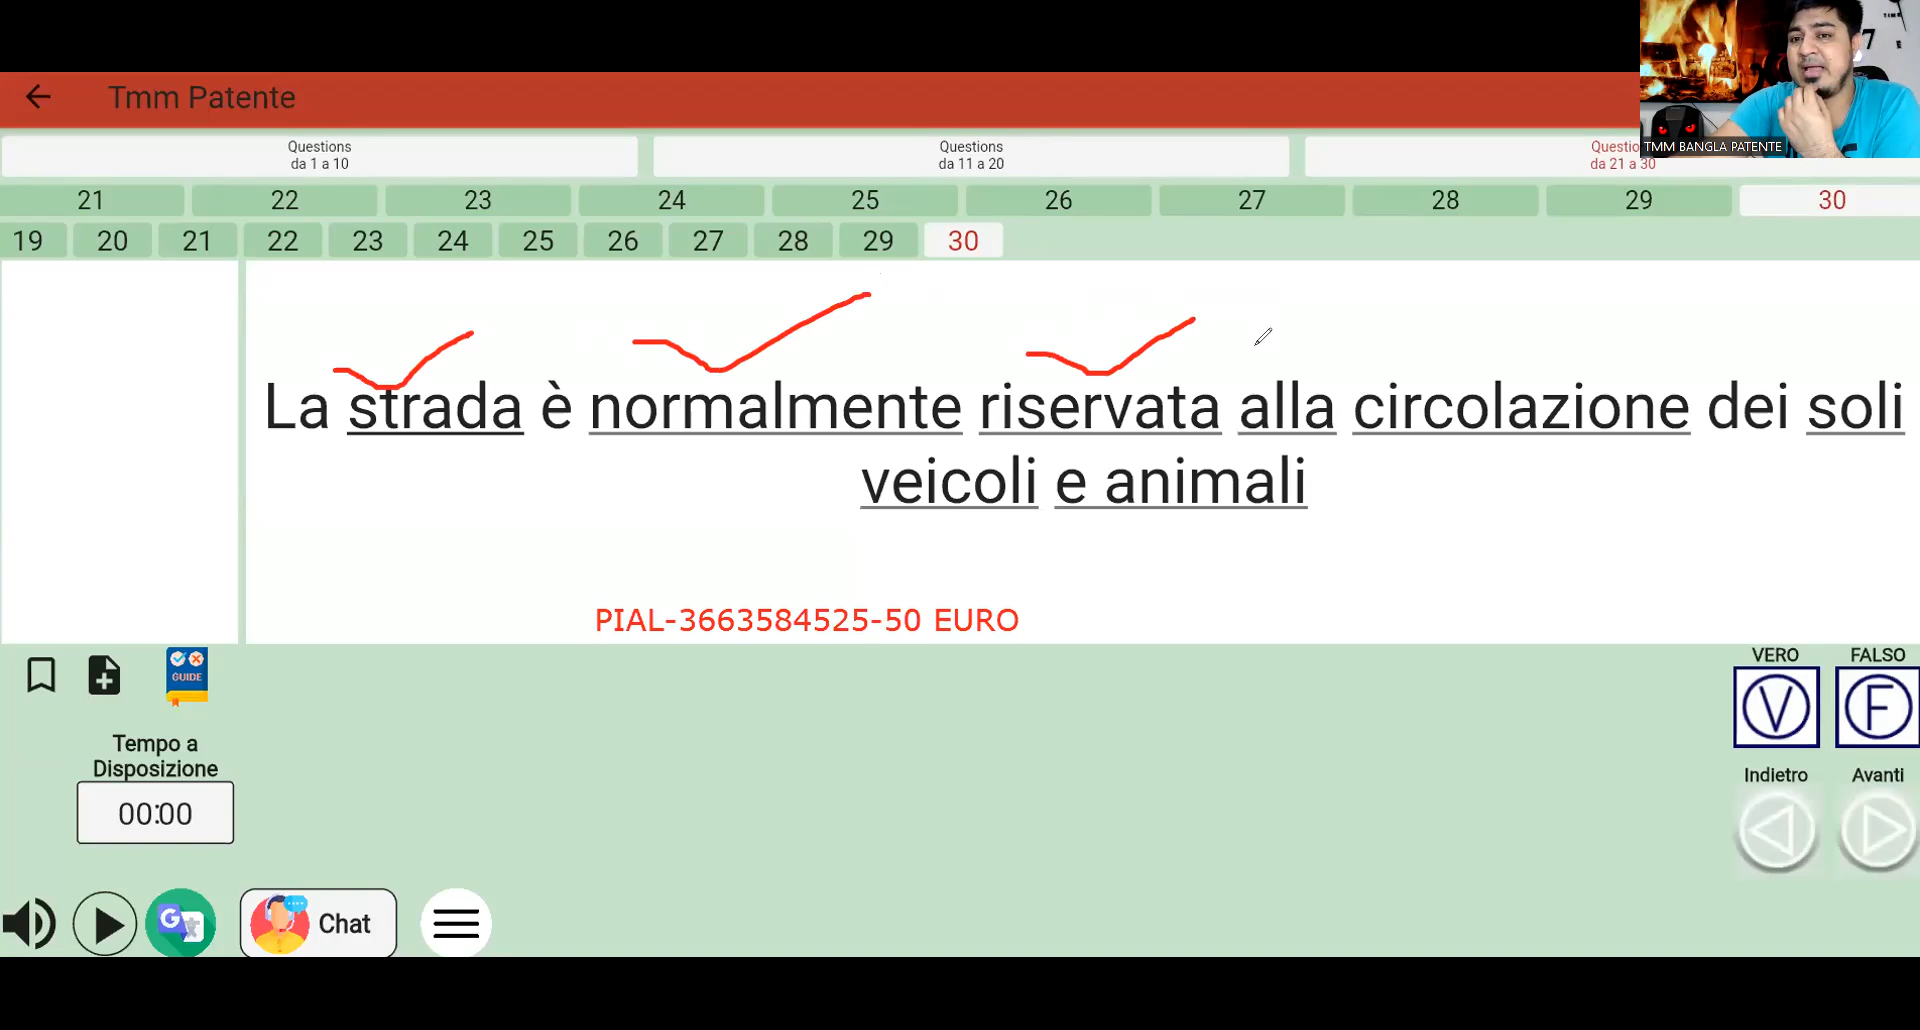 Tmm Patente
TMM BANGLA PATENTE
Questions
da 1 a 10
Questions
da 11 a 20
Questio
da 21 a 30
21 22 23 24 25 26 27 28 29 30
19 20 21 22 23 24 25 26 27 28 29 30
La strada è normalmente riservata alla circolazione dei soli
veicoli e animali
PIAL-3663584525-50 EURO
GUIDE
VERO FALSO
V F
Tempo a
Disposizione
00:00
Indietro Avanti
G
Chat